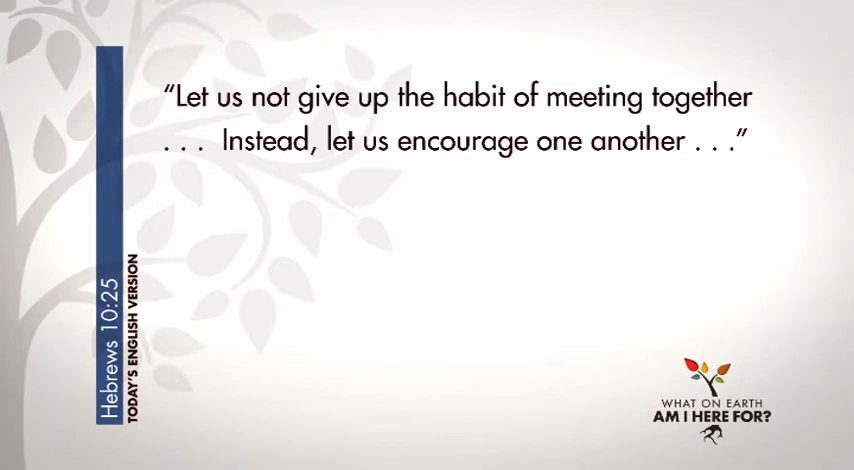 “Let us not give up the habit of meeting together
. . .  Instead, let us encourage one another . . .”
Hebrews 10:25
TODAY'S ENGLISH VERSION
WHAT ON EARTH
AM I HERE FOR?